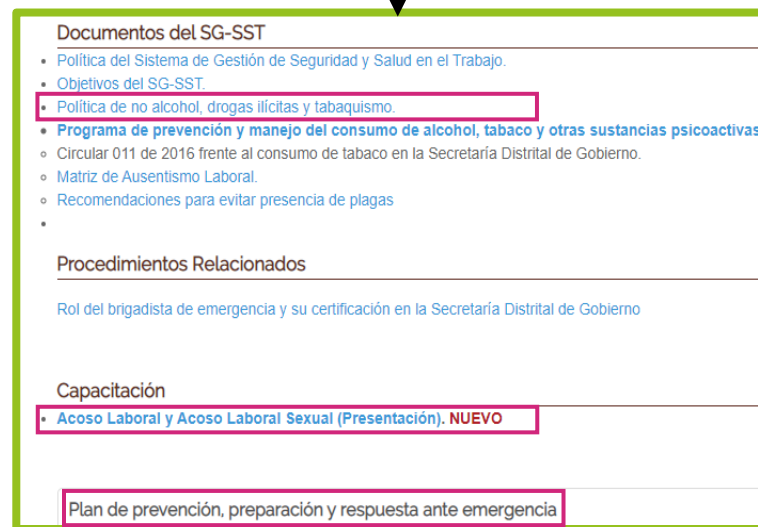 Documentos del SG-SST
Política del Sistema de Gestión de Seguridad y Salud en el Trabajo.
Objetivos del SG-SST.
Política de no alcohol, drogas ilícitas y tabaquismo.
Programa de prevención y manejo del consumo de alcohol, tabaco y otras sustancias psicoactivas
Circular 011 de 2016 frente al consumo de tabaco en la Secretaría Distrital de Gobierno.
Matriz de Ausentismo Laboral.
Recomendaciones para evitar presencia de plagas
Procedimientos Relacionados
Rol del brigadista de emergencia y su certificación en la Secretaría Distrital de Gobierno
Capacitación
Acoso Laboral y Acoso Laboral Sexual (Presentación). NUEVO
Plan de prevención, preparación y respuesta ante emergencia